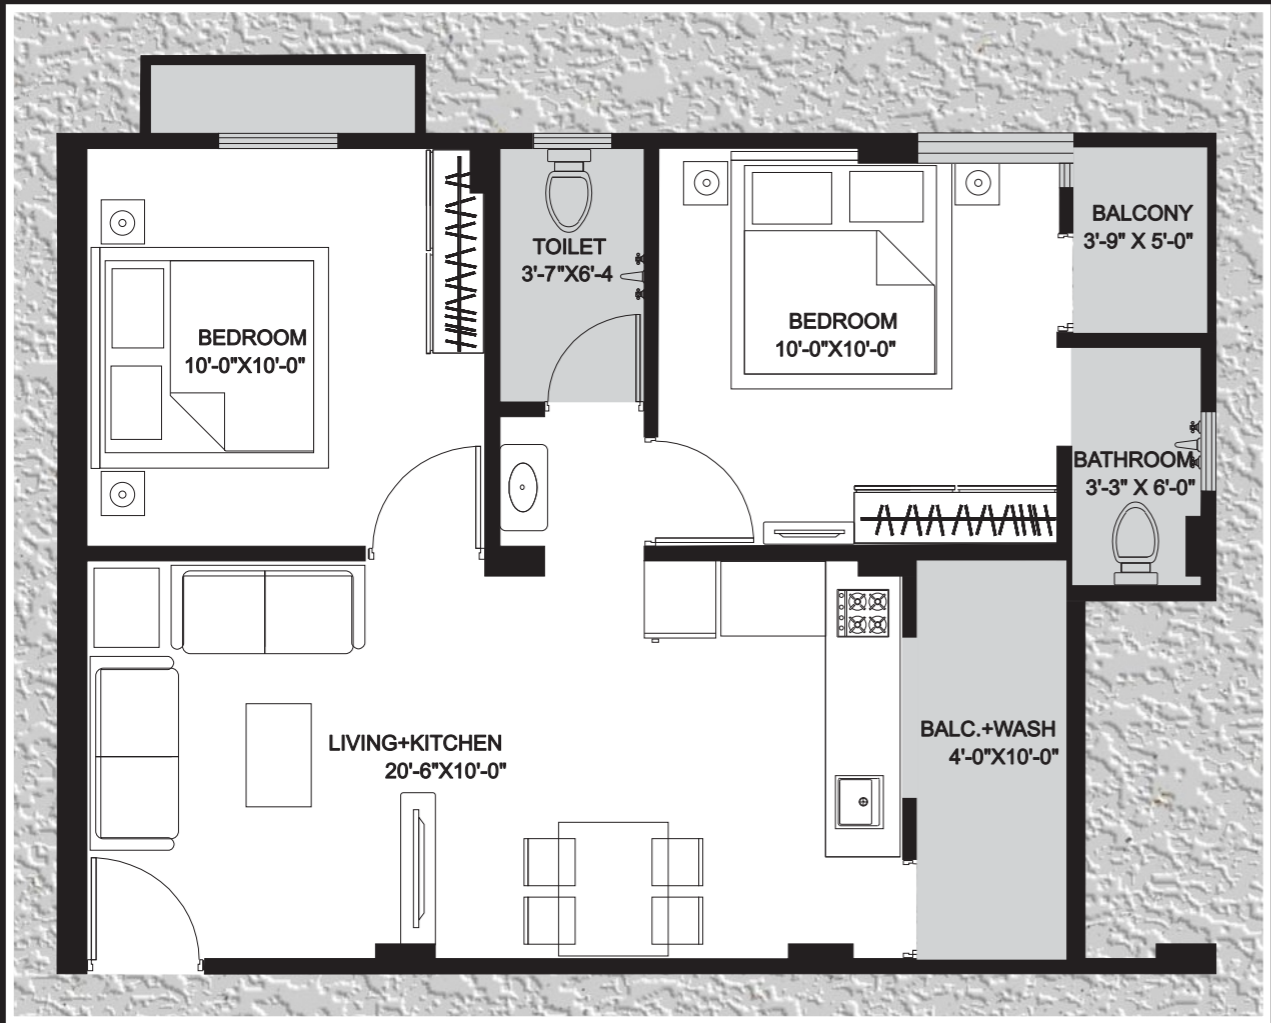 BEDROOM
10'-0"X10'-0"
TOILET
3'-7"X6'-4
BEDROOM
10'-0"X10'-0"
BALCONY
3'-9" X 5'-0"
BATHROOM
3'-3" X 6'-0"
LIVING+KITCHEN
20'-6"X10'-0"
BALC.+WASH
4'-0"X10'-0"